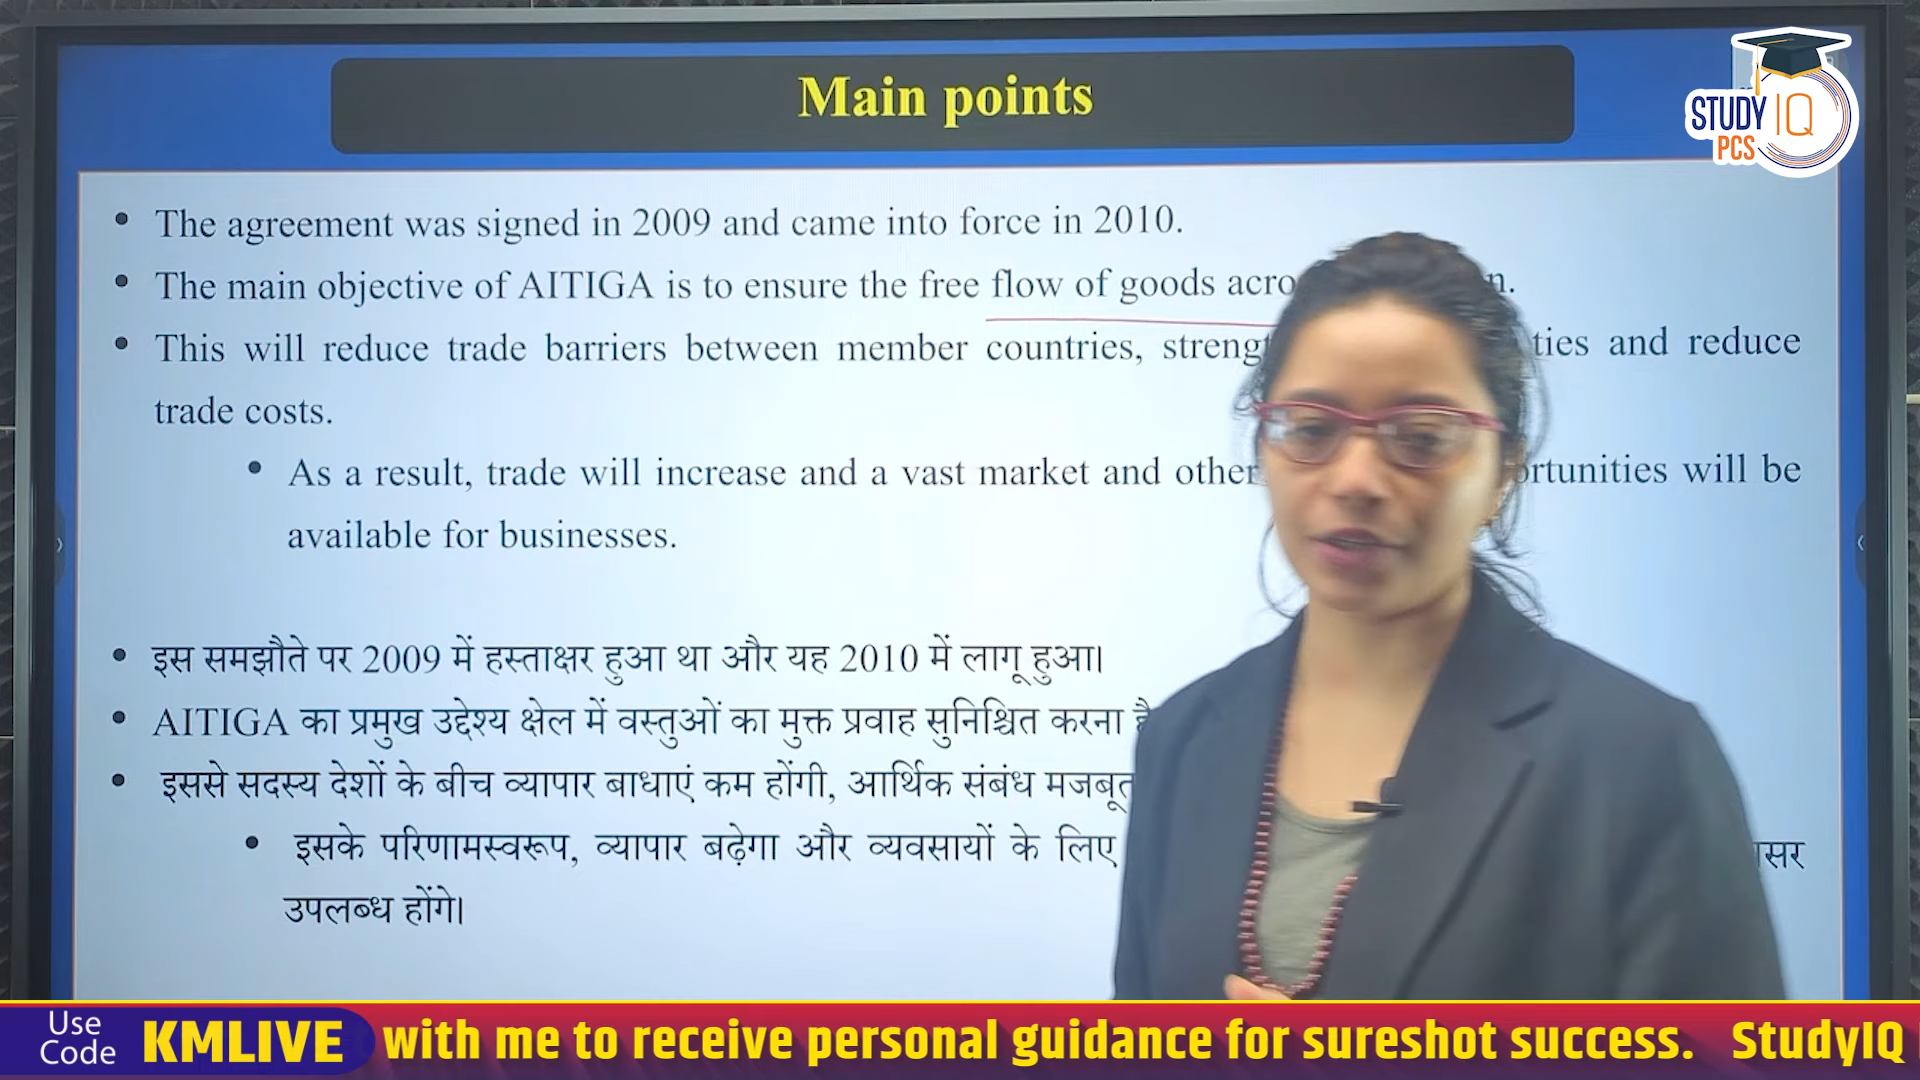 Main points
STUDY IQ
PCS
• The agreement was signed in 2009 and came into force in 2010.
• The main objective of AITIGA is to ensure the free flow of goods
• This will reduce trade barriers between member countries, ties and reduce
trade costs.
• As a result, trade will increase and a vast market and other will be
available for businesses.
• इस समझौते पर 2009 में हस्ताक्षर हुआ था और यह 2010 में लागू हुआ।
• AITIGA का प्रमुख उद्देश्य क्षेत्र में वस्तुओं का मुक्त प्रवाह सुनिश्चित करना
• इससे सदस्य देशों के बीच व्यापार बाधाएं कम होंगी, आर्थिक संबंध मजबूत
• इसके परिणामस्वरूप, व्यापार बढ़ेगा और व्यवसायों के लिए
उपलब्ध होंगे।
Use Code KMLIVE with me to receive personal guidance for sureshot success. StudyIQ